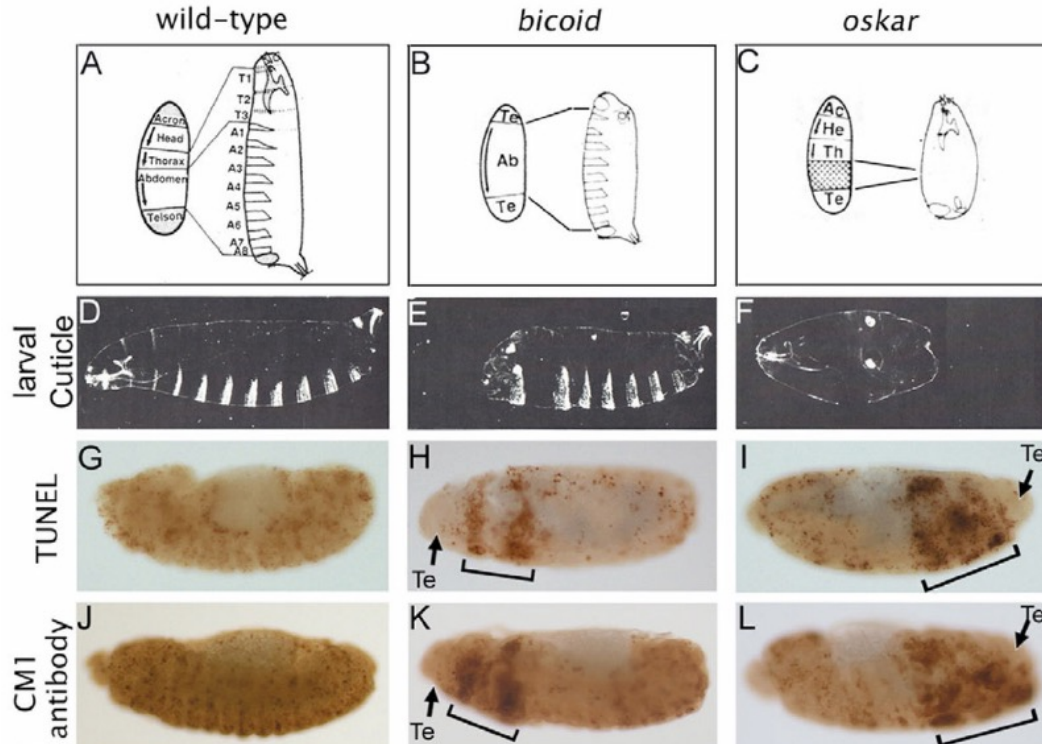 wild-type
bicoid
oskar
A
Acron
Head
Thorax
Abdomen
Telson
T1
T2
T3
A1
A2
A3
A4
A5
A6
A7
A8
B
Te
Ab
Te
C
Ac
He
Th
Te
larval
Cuticle
D
E
F
TUNEL
G
H
Te
I
Te
CM1
antibody
J
K
Te
L
Te